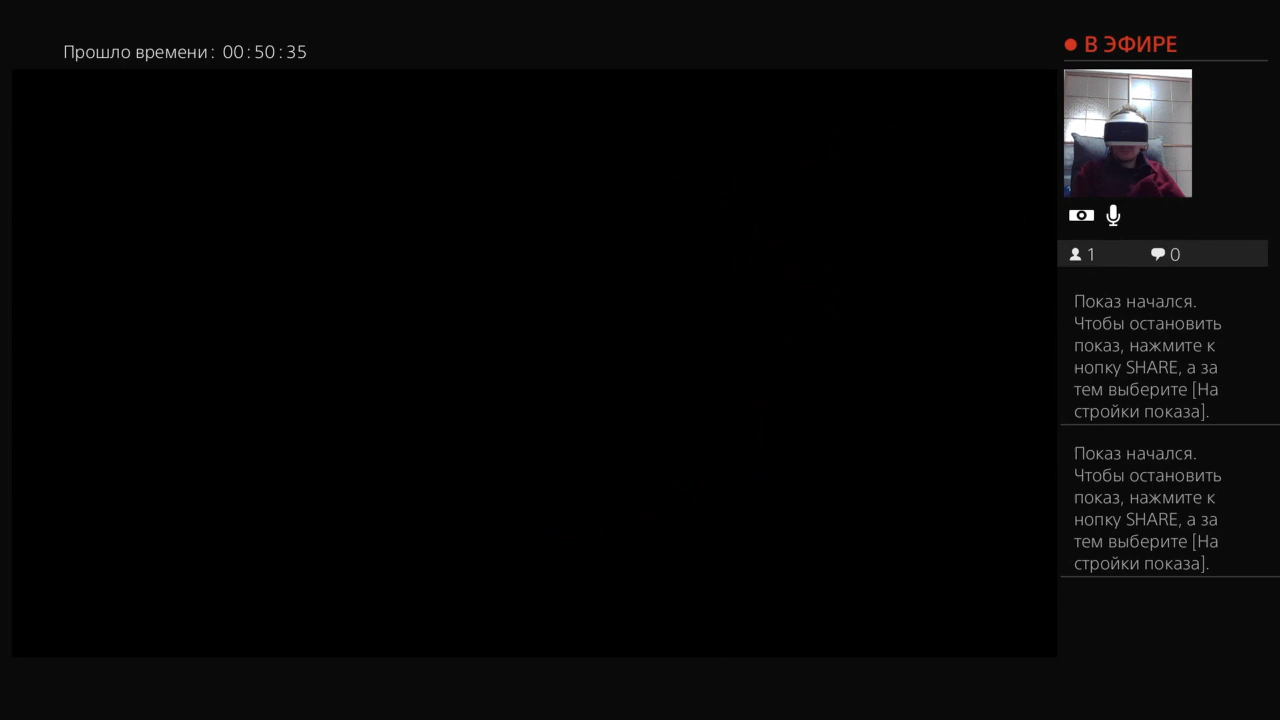 Прошло времени: 00:50:35
В ЭФИРЕ
1 0
Показ начался.
Чтобы остановить
показ, нажмите к
нопку SHARE, а за
тем выберите [На
стройки показа].
Показ начался.
Чтобы остановить
показ, нажмите к
нопку SHARE, а за
тем выберите [На
стройки показа].